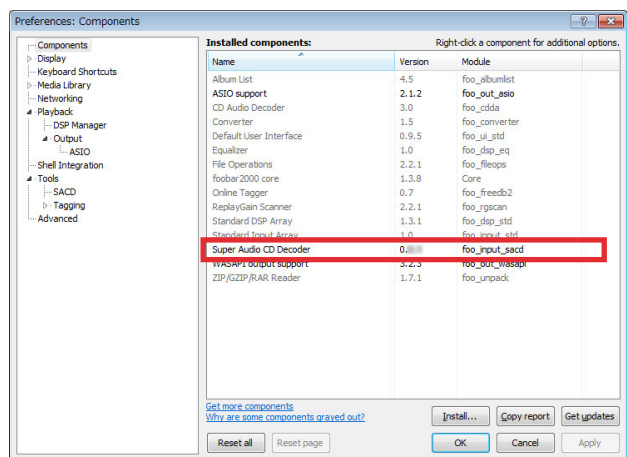 Preferences: Components
Components
Display
Keyboard Shortcuts
Media Library
Networking
Playback
DSP Manager
Output
ASIO
Shell Integration
Tools
SACD
Tagging
Advanced
Installed components: Right-click a component for additional options.
Name Version Module
Album List 4.5 foo_albumlist
ASIO support 2.1.2 foo_out_asio
CD Audio Decoder 3.0 foo_cdda
Converter 1.5 foo_converter
Default User Interface 0.9.5 foo_ui_std
Equalizer 1.0 foo_dsp_eq
File Operations 2.2.1 foo_fileops
foobar2000 core 1.3.8 Core
Online Tagger 0.7 foo_freedb2
ReplayGain Scanner 2.2.1 foo_rgscan
Standard DSP Array 1.3.1 foo_dsp_std
Standard Input Array 1.0 foo_input_std
Super Audio CD Decoder 0. foo_input_sacd
WASAPI output support 3.2.3 foo_out_wasapi
ZIP/GZIP/RAR Reader 1.7.1 foo_unpack
Get more components
Why are some components grayed out?
Install... Copy report Get updates
Reset all Reset page OK Cancel Apply